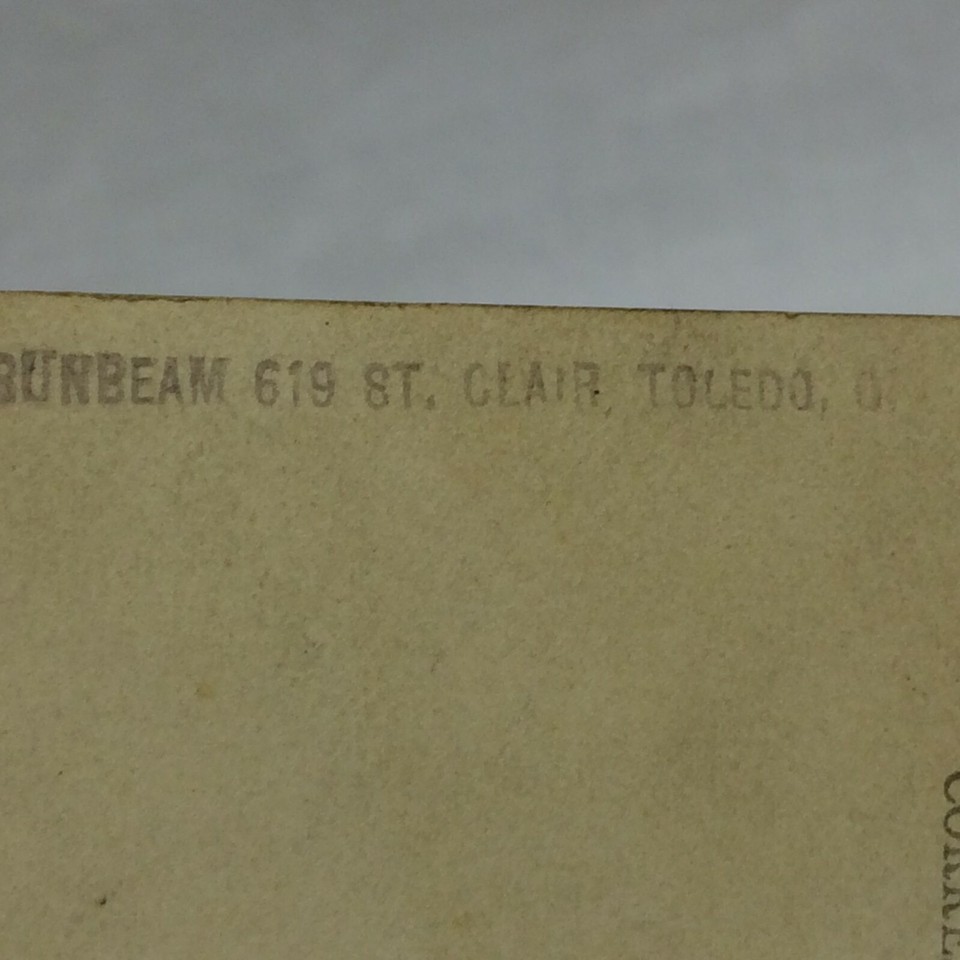 SUNBEAM 619 ST. CLAIR, TOLEDO, O.
CORRE